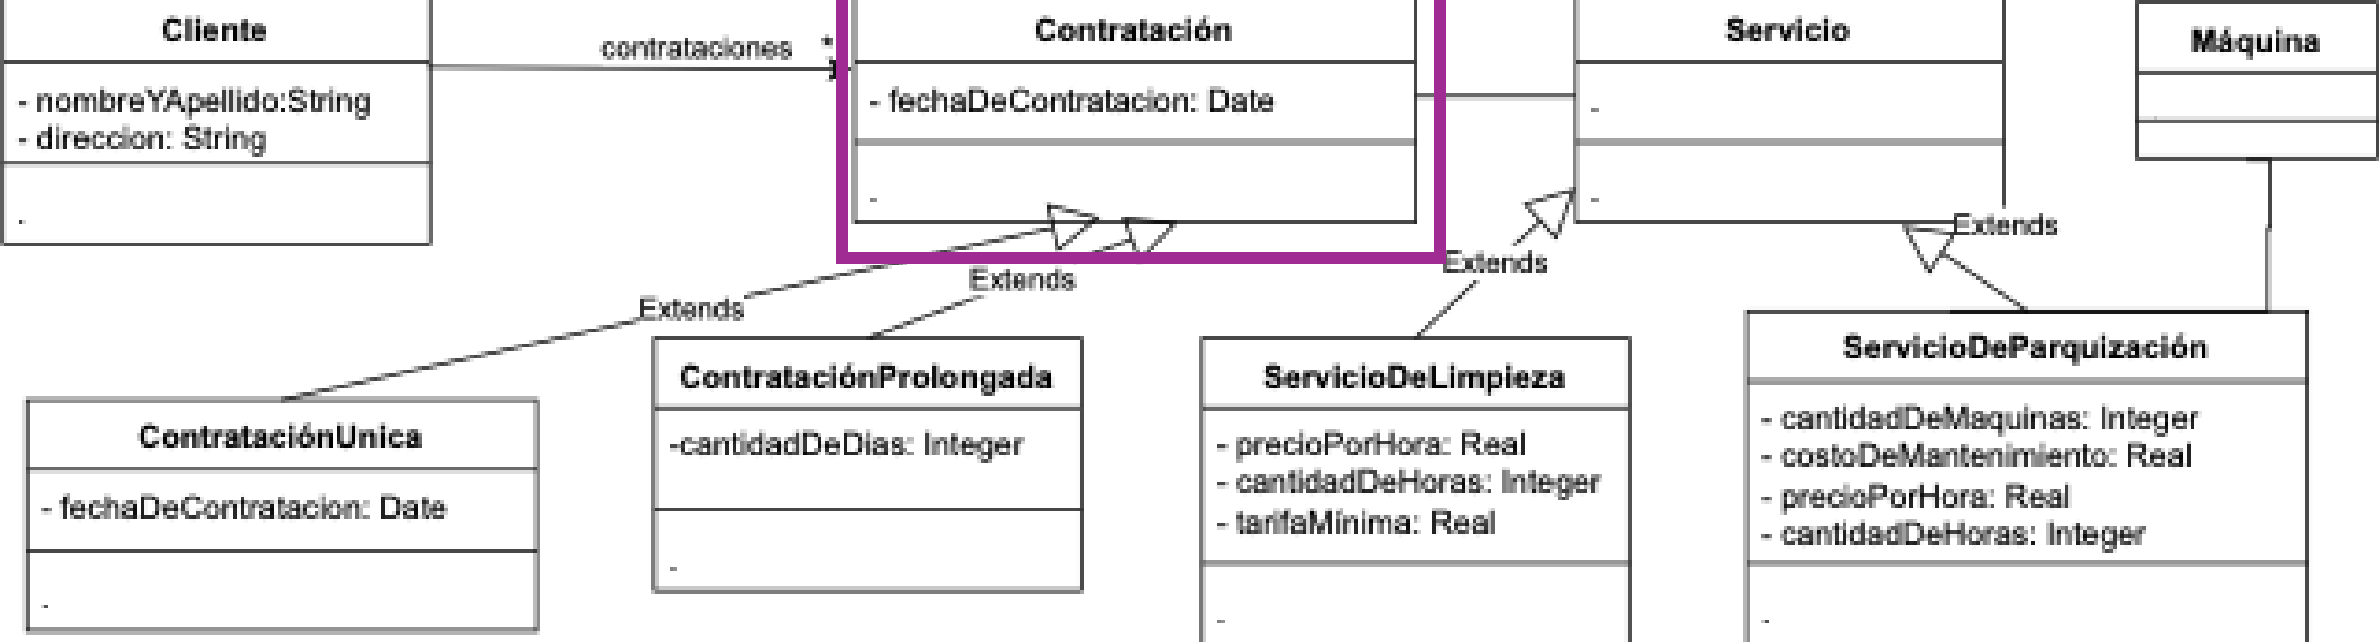 Cliente
- nombreYApellido:String
- direccion: String
.
contrataciones *
Contratación
- fechaDeContratacion: Date
-
Servicio
-
-
Máquina
Extends
Extends
Extends
Extends
ContrataciónUnica
- fechaDeContratacion: Date
-
ContrataciónProlongada
-cantidadDeDias: Integer
-
ServicioDeLimpieza
- precioPorHora: Real
- cantidadDeHoras: Integer
- tarifaMínima: Real
-
ServicioDeParquización
- cantidadDeMaquinas: Integer
- costoDeMantenimiento: Real
- precioPorHora: Real
- cantidadDeHoras: Integer
-